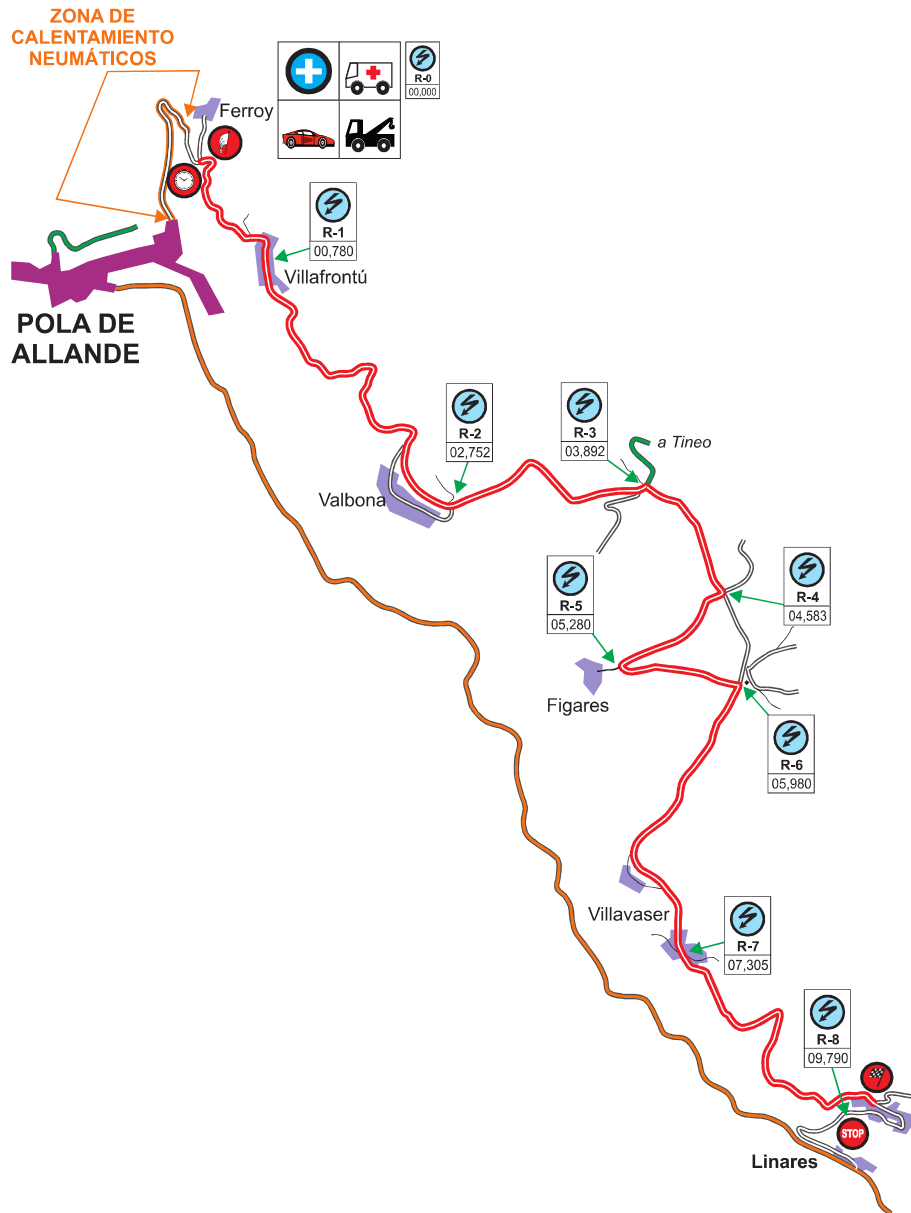 ZONA DE
CALENTAMIENTO
NEUMÁTICOS
R-0
00,000
Ferroy
R-1
00,780
Villafrontú
POLA DE
ALLANDE
R-2
02,752
R-3
03,892
a Tineo
Valbona
R-4
04,583
R-5
05,280
Figares
R-6
05,980
Villavaser
R-7
07,305
R-8
09,790
STOP
Linares